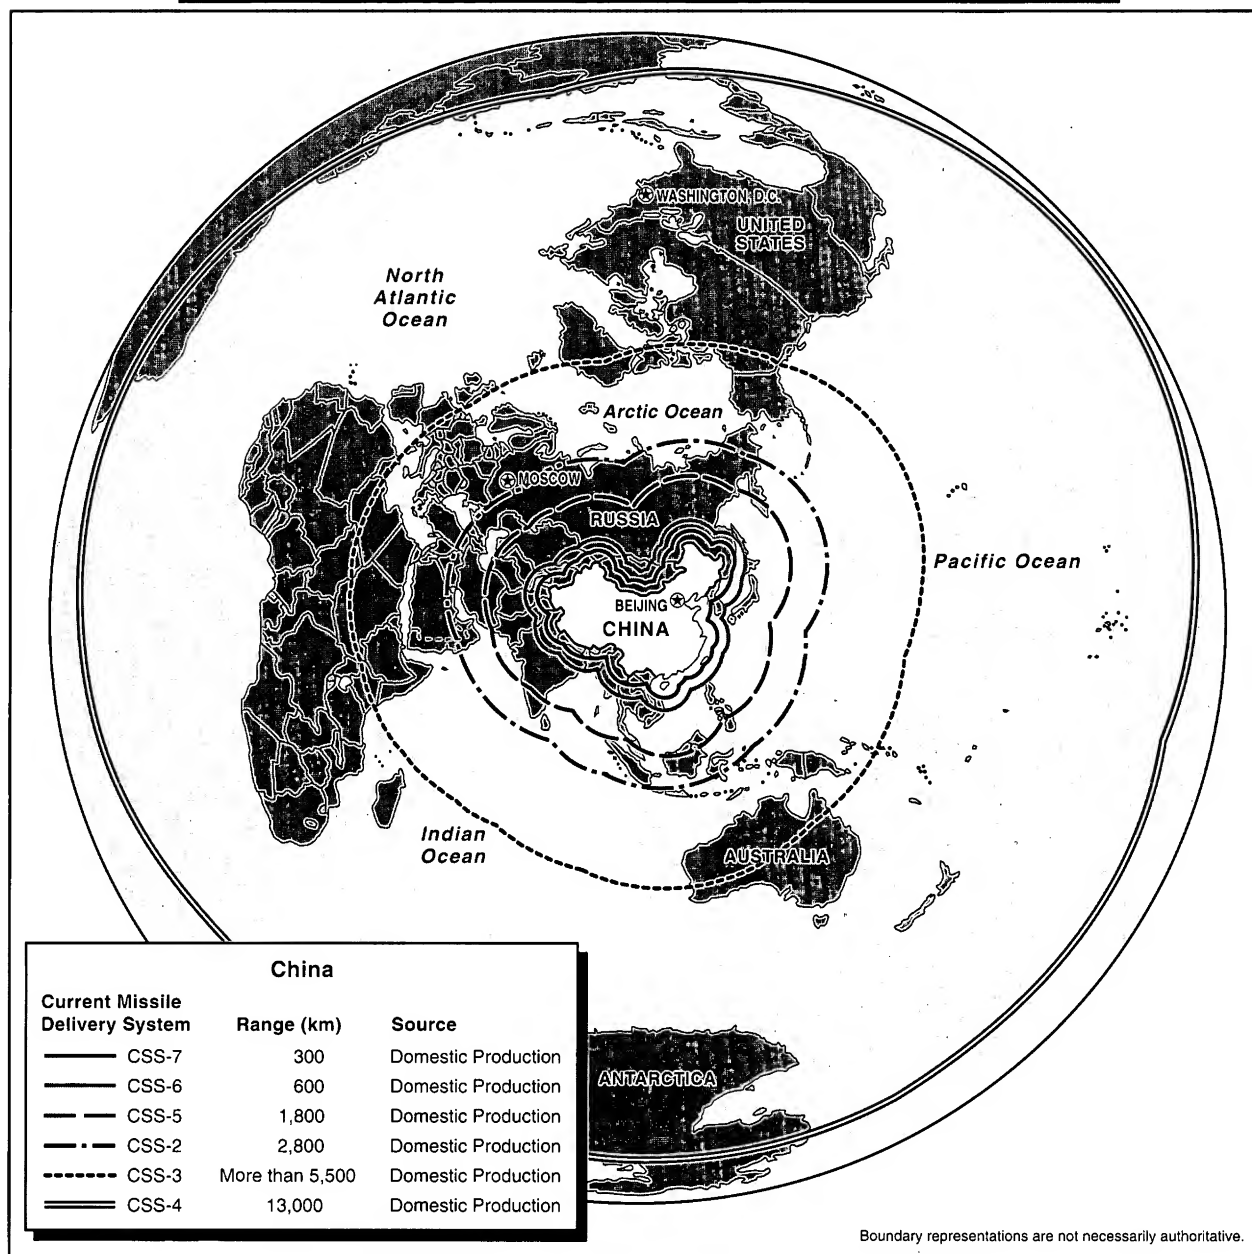 WASHINGTON, D.C.
UNITED
STATES
North
Atlantic
Ocean
Arctic Ocean
MOSCOW
RUSSIA
Pacific Ocean
BEIJING
CHINA
Indian
Ocean
AUSTRALIA
ANTARCTICA
China
Current Missile
Delivery System Range (km) Source
CSS-7 300 Domestic Production
CSS-6 600 Domestic Production
CSS-5 1,800 Domestic Production
CSS-2 2,800 Domestic Production
CSS-3 More than 5,500 Domestic Production
CSS-4 13,000 Domestic Production
Boundary representations are not necessarily authoritative.